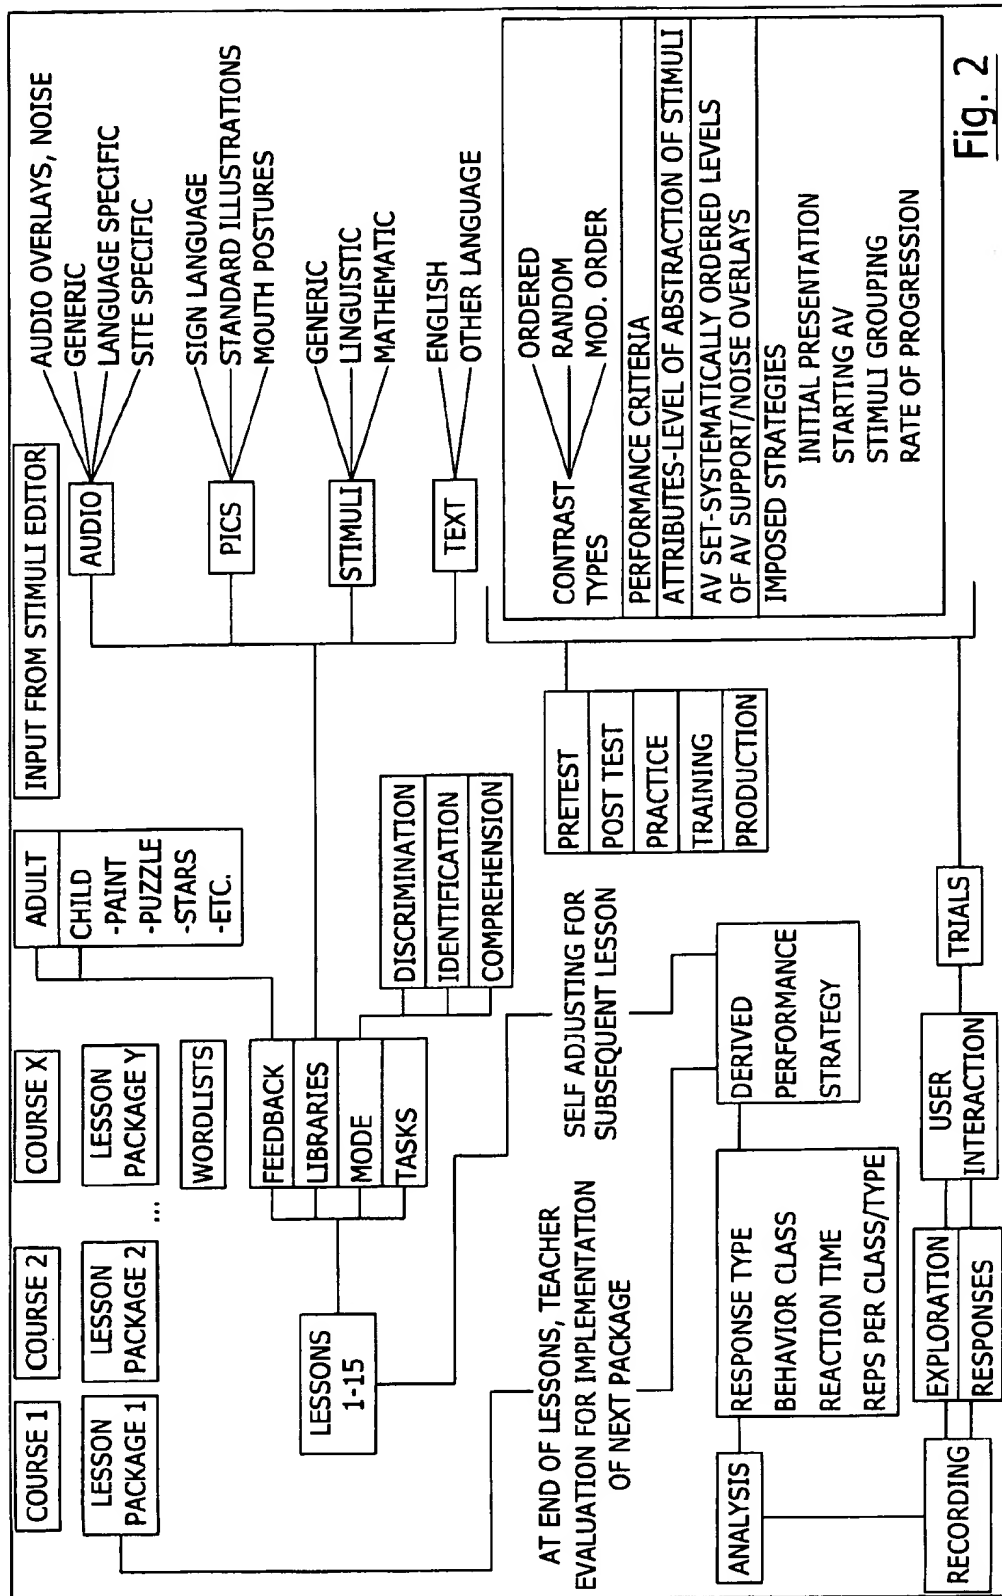 COURSE 1
COURSE 2
COURSE X
LESSON
PACKAGE 1
LESSON
PACKAGE 2
...
LESSON
PACKAGE Y
WORDLISTS
ADULT
CHILD
-PAINT
-PUZZLE
-STARS
-ETC.
INPUT FROM STIMULI EDITOR
LESSONS
1-15
FEEDBACK
LIBRARIES
MODE
TASKS
DISCRIMINATION
IDENTIFICATION
COMPREHENSION
AUDIO
AUDIO OVERLAYS, NOISE
GENERIC
LANGUAGE SPECIFIC
SITE SPECIFIC
PICS
SIGN LANGUAGE
STANDARD ILLUSTRATIONS
MOUTH POSTURES
STIMULI
GENERIC
LINGUISTIC
MATHEMATIC
TEXT
ENGLISH
OTHER LANGUAGE
AT END OF LESSONS, TEACHER
EVALUATION FOR IMPLEMENTATION
OF NEXT PACKAGE
SELF ADJUSTING FOR
SUBSEQUENT LESSON
PRETEST
POST TEST
PRACTICE
TRAINING
PRODUCTION
CONTRAST
TYPES
ORDERED
RANDOM
MOD. ORDER
PERFORMANCE CRITERIA
ATTRIBUTES-LEVEL OF ABSTRACTION OF STIMULI
AV SET-SYSTEMATICALLY ORDERED LEVELS
OF AV SUPPORT/NOISE OVERLAYS
IMPOSED STRATEGIES
INITIAL PRESENTATION
STARTING AV
STIMULI GROUPING
RATE OF PROGRESSION
ANALYSIS
RESPONSE TYPE
BEHAVIOR CLASS
REACTION TIME
REPS PER CLASS/TYPE
DERIVED
PERFORMANCE
STRATEGY
RECORDING
EXPLORATION
RESPONSES
USER
INTERACTION
TRIALS
Fig. 2